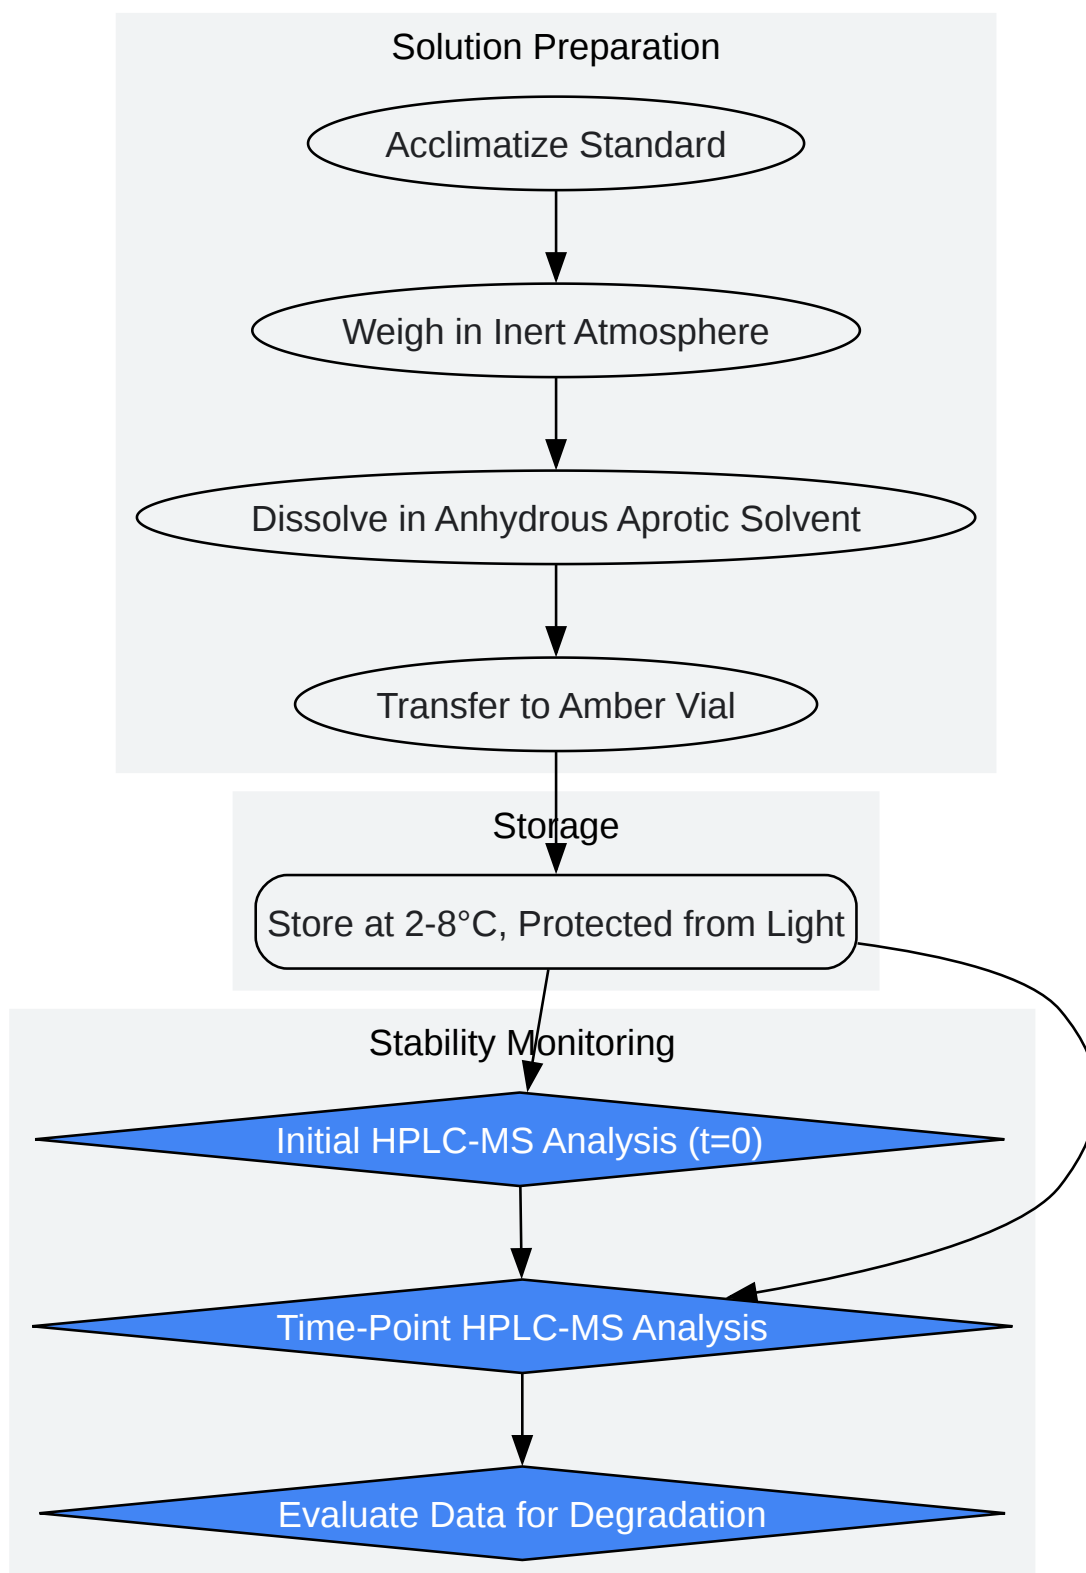 Solution Preparation
Acclimatize Standard
Weigh in Inert Atmosphere
Dissolve in Anhydrous Aprotic Solvent
Transfer to Amber Vial
Storage
Store at 2-8°C, Protected from Light
Stability Monitoring
Initial HPLC-MS Analysis (t=0)
Time-Point HPLC-MS Analysis
Evaluate Data for Degradation